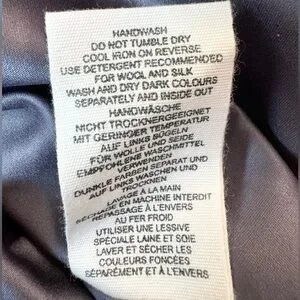 HANDWASH
DO NOT TUMBLE DRY
COOL IRON ON REVERSE
USE DETERGENT RECOMMENDED
FOR WOOL AND SILK
WASH AND DRY DARK COLOURS
SEPARATELY AND INSIDE OUT
HANDWÄSCHE
NICHT TROCKNERGEEIGNET
MIT GERINGER TEMPERATUR
AUF LINKS BÜGELN
FÜR WOLLE UND SEIDE
EMPFOHLENE WASCHMITTEL
VERWENDEN
DUNKLE FARBEN SEPARAT UND
AUF LINKS WASCHEN UND
TROCKNEN
LAVAGE À LA MAIN
SÉCHAGE EN MACHINE INTERDIT
REPASSAGE À L'ENVERS
AU FER FROID
UTILISER UNE LESSIVE
SPÉCIALE LAINE ET SOIE
LAVER ET SÉCHER LES
COULEURS FONCÉES
SÉPARÉMENT ET À L'ENVERS